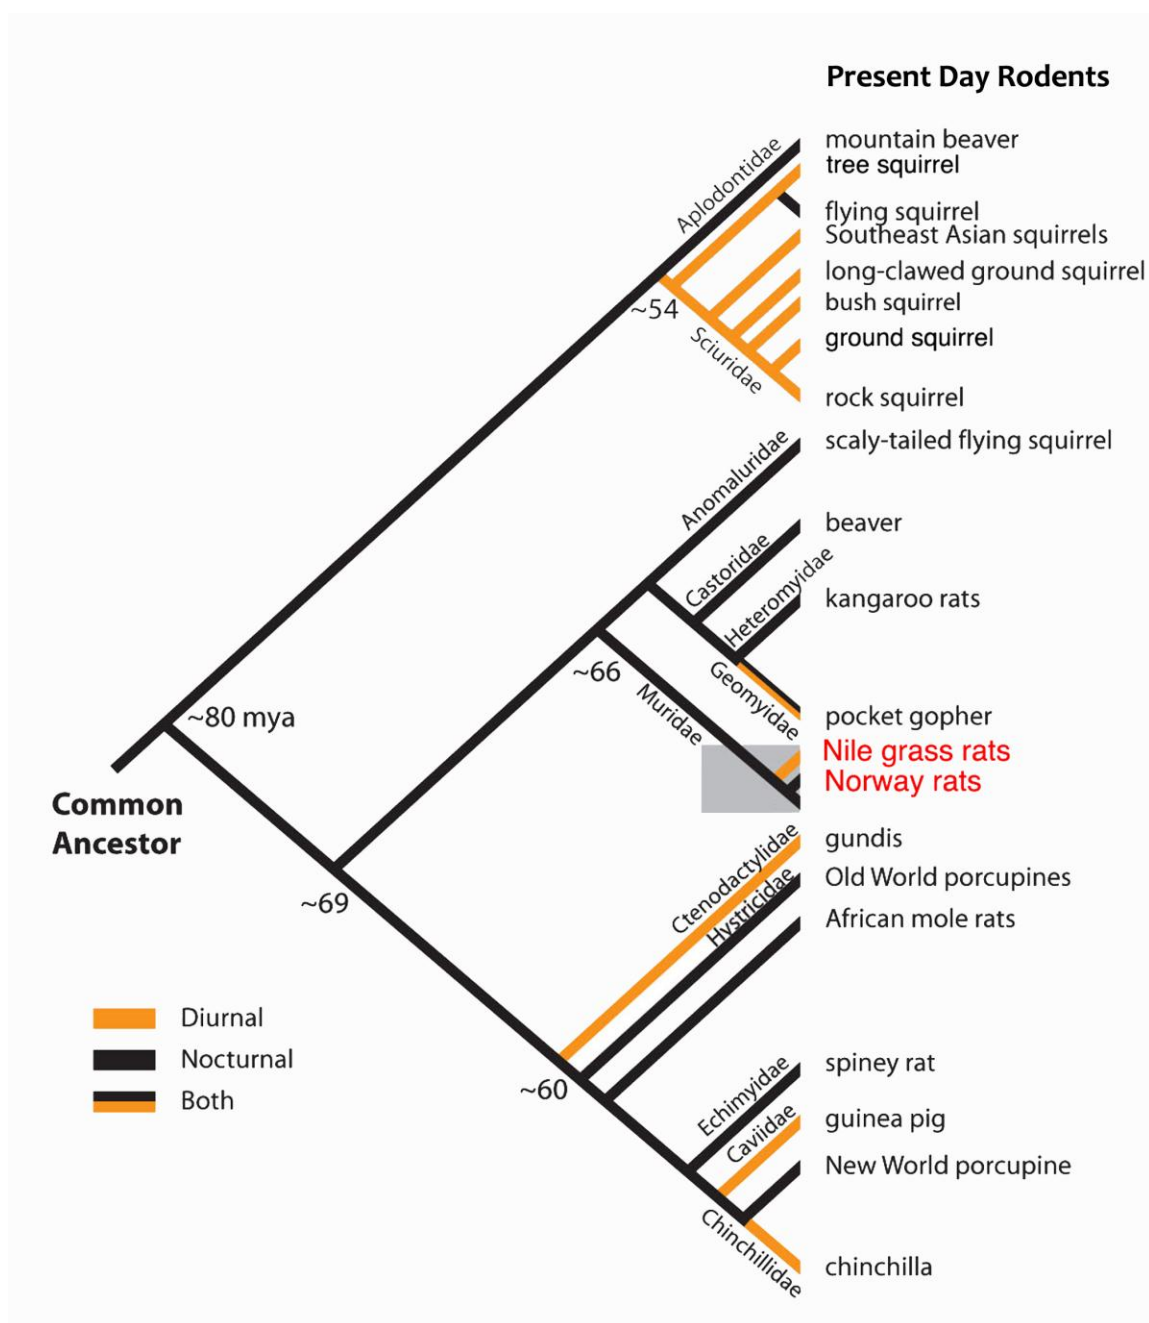 Present Day Rodents
mountain beaver
tree squirrel
flying squirrel
Southeast Asian squirrels
long-clawed ground squirrel
bush squirrel
ground squirrel
rock squirrel
scaly-tailed flying squirrel
beaver
kangaroo rats
pocket gopher
Nile grass rats
Norway rats
gundis
Old World porcupines
African mole rats
spiney rat
guinea pig
New World porcupine
chinchilla
Aplodontidae
~54
Sciuridae
Anomaluridae
Castoridae
Heteromyidae
Geomyidae
~66
Muridae
~80 mya
Common
Ancestor
~69
Ctenodactylidae
Hystricidae
~60
Echimyidae
Caviidae
Chinchillidae
Diurnal
Nocturnal
Both